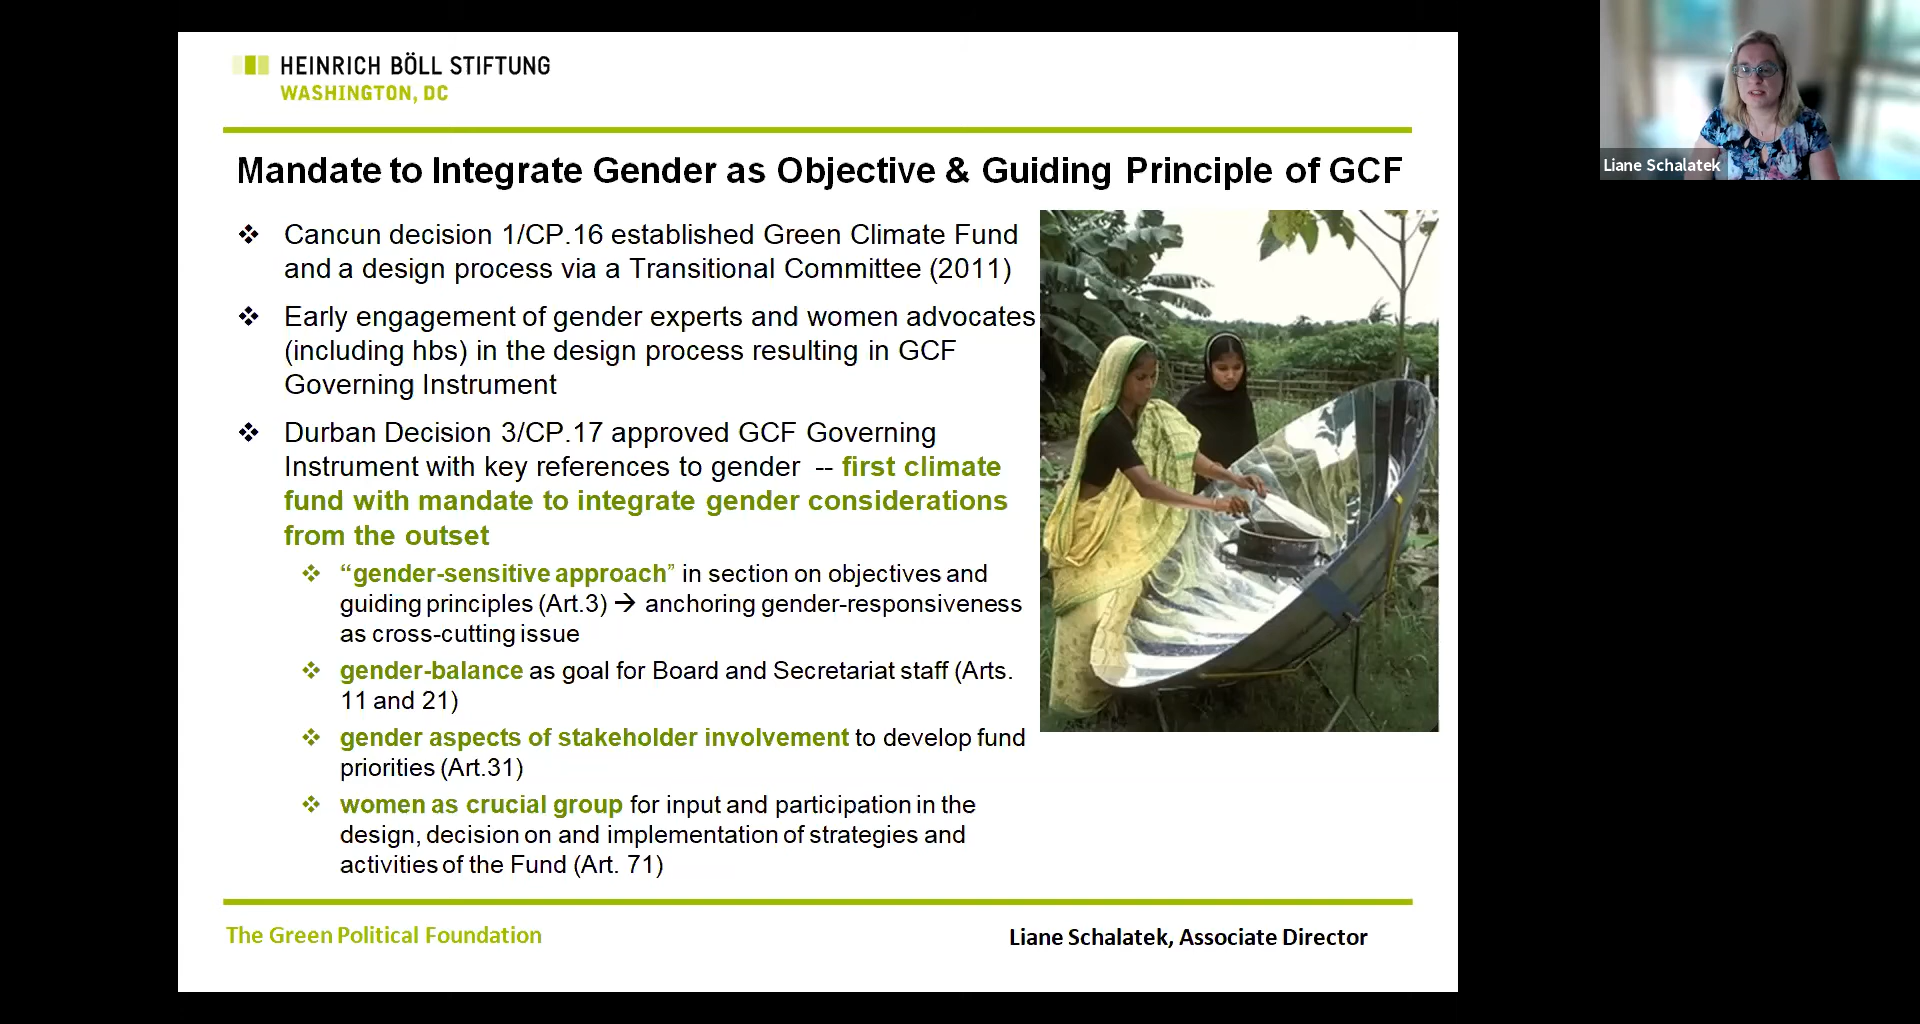 HEINRICH BÖLL STIFTUNG
WASHINGTON, DC
Mandate to Integrate Gender as Objective & Guiding Principle of GCF
❖ Cancun decision 1/CP.16 established Green Climate Fund
and a design process via a Transitional Committee (2011)
❖ Early engagement of gender experts and women advocates
(including hbs) in the design process resulting in GCF
Governing Instrument
❖ Durban Decision 3/CP.17 approved GCF Governing
Instrument with key references to gender -- first climate
fund with mandate to integrate gender considerations
from the outset
❖ “gender-sensitive approach” in section on objectives and
guiding principles (Art.3) → anchoring gender-responsiveness
as cross-cutting issue
❖ gender-balance as goal for Board and Secretariat staff (Arts.
11 and 21)
❖ gender aspects of stakeholder involvement to develop fund
priorities (Art.31)
❖ women as crucial group for input and participation in the
design, decision on and implementation of strategies and
activities of the Fund (Art. 71)
The Green Political Foundation
Liane Schalatek, Associate Director
Liane Schalatek